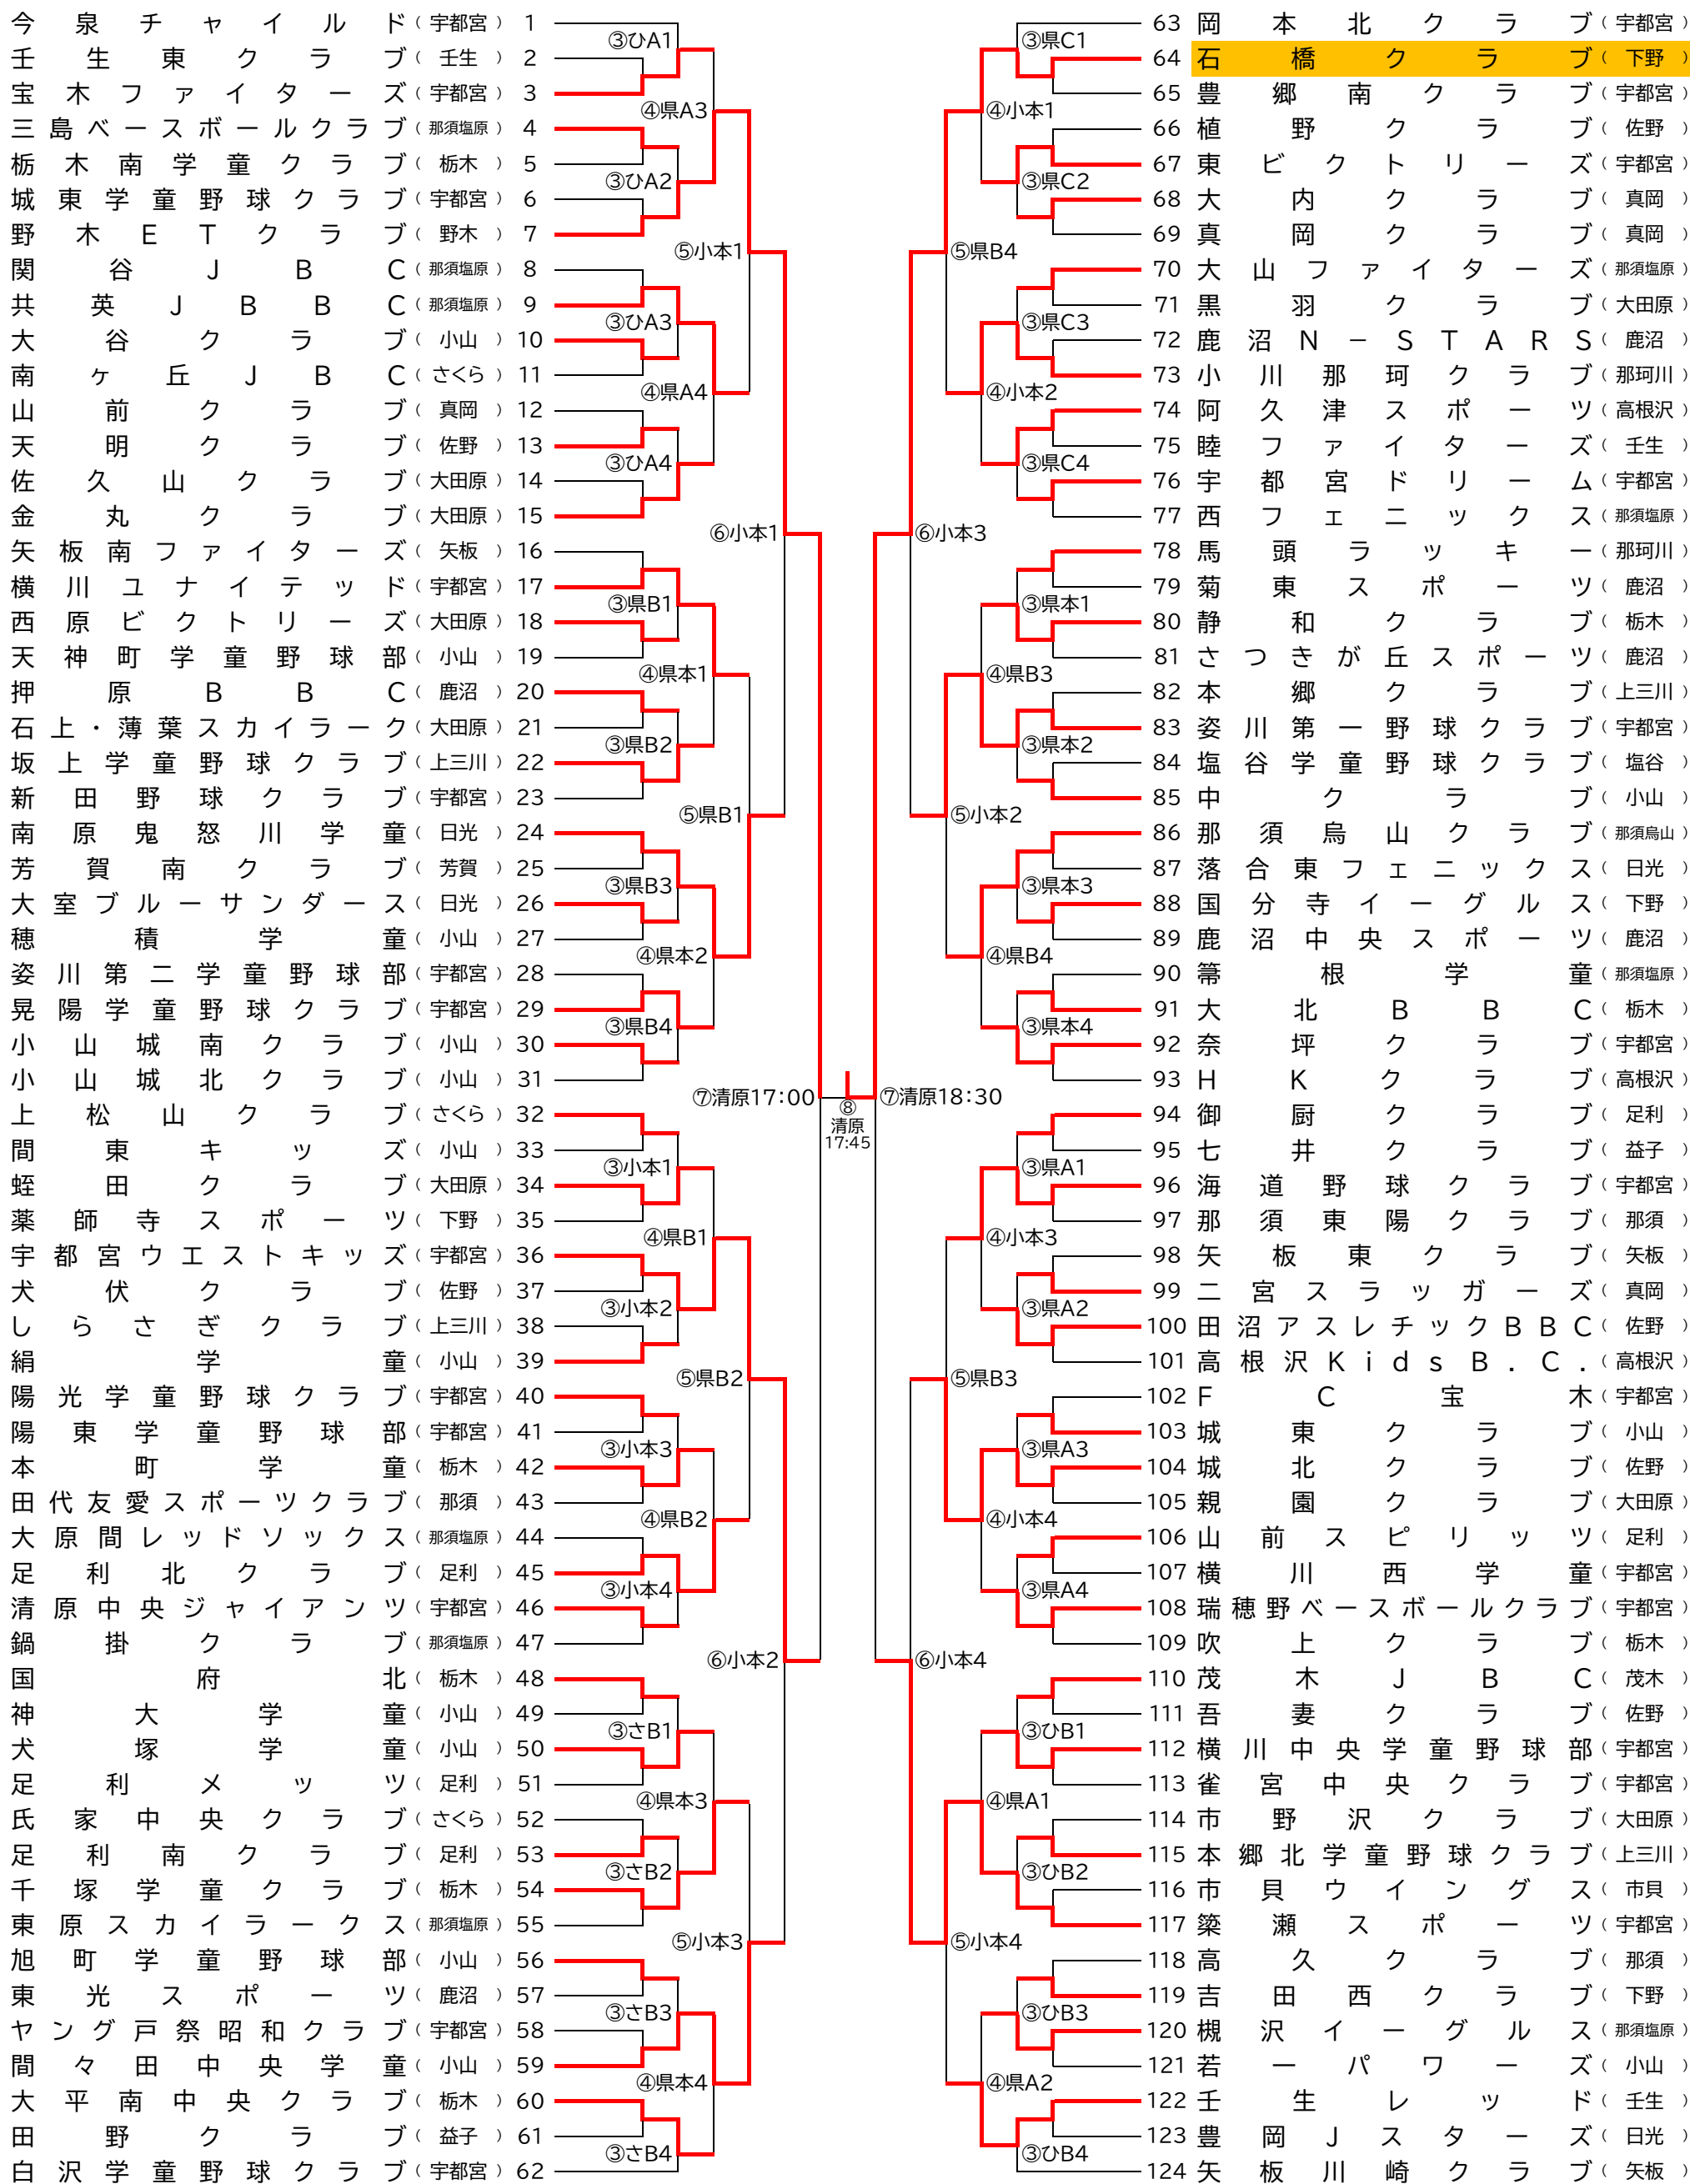 今泉チャイルド（宇都宮）1
壬生東クラブ（壬生）2
宝木ファイターズ（宇都宮）3
三島ベースボールクラブ（那須塩原）4
栃木南学童クラブ（栃木）5
城東学童野球クラブ（宇都宮）6
野木ETクラブ（野木）7
関谷JBC（那須塩原）8
共英JBBC（那須塩原）9
大谷クラブ（小山）10
南ヶ丘JBC（さくら）11
山前クラブ（真岡）12
天明クラブ（佐野）13
佐久山クラブ（大田原）14
金丸クラブ（大田原）15
矢板南ファイターズ（矢板）16
横川ユナイテッド（宇都宮）17
西原ビクトリーズ（大田原）18
天神町学童野球部（小山）19
押原BBC（鹿沼）20
石上・薄葉スカイラーク（大田原）21
坂上学童野球クラブ（上三川）22
新田野球クラブ（宇都宮）23
南原鬼怒川学童（日光）24
芳賀南クラブ（芳賀）25
大室ブルーサンダース（日光）26
穂積学童（小山）27
姿川第二学童野球部（宇都宮）28
晃陽学童野球クラブ（宇都宮）29
小山城南クラブ（小山）30
小山城北クラブ（小山）31
上松山クラブ（さくら）32
間東キッズ（小山）33
蛭田クラブ（大田原）34
薬師寺スポーツ（下野）35
宇都宮ウエストキッズ（宇都宮）36
犬伏クラブ（佐野）37
しらさぎクラブ（上三川）38
絹学童（小山）39
陽光学童野球クラブ（宇都宮）40
陽東学童野球部（宇都宮）41
本町学童（栃木）42
田代友愛スポーツクラブ（那須）43
大原間レッドソックス（那須塩原）44
足利北クラブ（足利）45
清原中央ジャイアンツ（宇都宮）46
鍋掛クラブ（那須塩原）47
国府北（栃木）48
神大学童（小山）49
犬塚学童（小山）50
足利メッツ（足利）51
氏家中央クラブ（さくら）52
足利南クラブ（足利）53
千塚学童クラブ（栃木）54
東原スカイラークス（那須塩原）55
旭町学童野球部（小山）56
東光スポーツ（鹿沼）57
ヤング戸祭昭和クラブ（宇都宮）58
間々田中央学童（小山）59
大平南中央クラブ（栃木）60
田野クラブ（益子）61
白沢学童野球クラブ（宇都宮）62
③ひA1
④県A3
③ひA2
⑤小本1
③ひA3
④県A4
③ひA4
⑥小本1
③県B1
④県本1
③県B2
⑤県B1
③県B3
④県本2
③県B4
⑦清原17:00
③小本1
④県B1
③小本2
⑤県B2
③小本3
④県B2
③小本4
⑥小本2
③さB1
④県本3
③さB2
⑤小本3
③さB3
④県本4
③さB4
⑧
清原
17:45
③県C1
④小本1
③県C2
⑤県B4
③県C3
④小本2
③県C4
⑥小本3
③県本1
④県B3
③県本2
⑤小本2
③県本3
④県B4
③県本4
⑦清原18:30
③県A1
④小本3
③県A2
⑤県B3
③県A3
④小本4
③県A4
⑥小本4
③ひB1
④県A1
③ひB2
⑤小本4
③ひB3
④県A2
③ひB4
63 岡本北クラブ（宇都宮）
64 石橋クラブ（下野）
65 豊郷南クラブ（宇都宮）
66 植野クラブ（佐野）
67 東ビクトリーズ（宇都宮）
68 大内クラブ（真岡）
69 真岡クラブ（真岡）
70 大山ファイターズ（那須塩原）
71 黒羽クラブ（大田原）
72 鹿沼N－STARS（鹿沼）
73 小川那珂クラブ（那珂川）
74 阿久津スポーツ（高根沢）
75 睦ファイターズ（壬生）
76 宇都宮ドリーム（宇都宮）
77 西フェニックス（那須塩原）
78 馬頭ラッキー（那珂川）
79 菊東スポーツ（鹿沼）
80 静和クラブ（栃木）
81 さつきが丘スポーツ（鹿沼）
82 本郷クラブ（上三川）
83 姿川第一野球クラブ（宇都宮）
84 塩谷学童野球クラブ（塩谷）
85 中クラブ（小山）
86 那須烏山クラブ（那須烏山）
87 落合東フェニックス（日光）
88 国分寺イーグルス（下野）
89 鹿沼中央スポーツ（鹿沼）
90 箒根学童（那須塩原）
91 大北BBC（栃木）
92 奈坪クラブ（宇都宮）
93 HKクラブ（高根沢）
94 御厨クラブ（足利）
95 七井クラブ（益子）
96 海道野球クラブ（宇都宮）
97 那須東陽クラブ（那須）
98 矢板東クラブ（矢板）
99 二宮スラッガーズ（真岡）
100 田沼アスレチックBBC（佐野）
101 高根沢Kids B.C.（高根沢）
102 FC宝木（宇都宮）
103 城東クラブ（小山）
104 城北クラブ（佐野）
105 親園クラブ（大田原）
106 山前スピリッツ（足利）
107 横川西学童（宇都宮）
108 瑞穂野ベースボールクラブ（宇都宮）
109 吹上クラブ（栃木）
110 茂木JBC（茂木）
111 吾妻クラブ（佐野）
112 横川中央学童野球部（宇都宮）
113 雀宮中央クラブ（宇都宮）
114 市野沢クラブ（大田原）
115 本郷北学童野球クラブ（上三川）
116 市貝ウイングス（市貝）
117 簗瀬スポーツ（宇都宮）
118 高久クラブ（那須）
119 吉田西クラブ（下野）
120 槻沢イーグルス（那須塩原）
121 若一パワーズ（小山）
122 壬生レッド（壬生）
123 豊岡Jスターズ（日光）
124 矢板川崎クラブ（矢板）